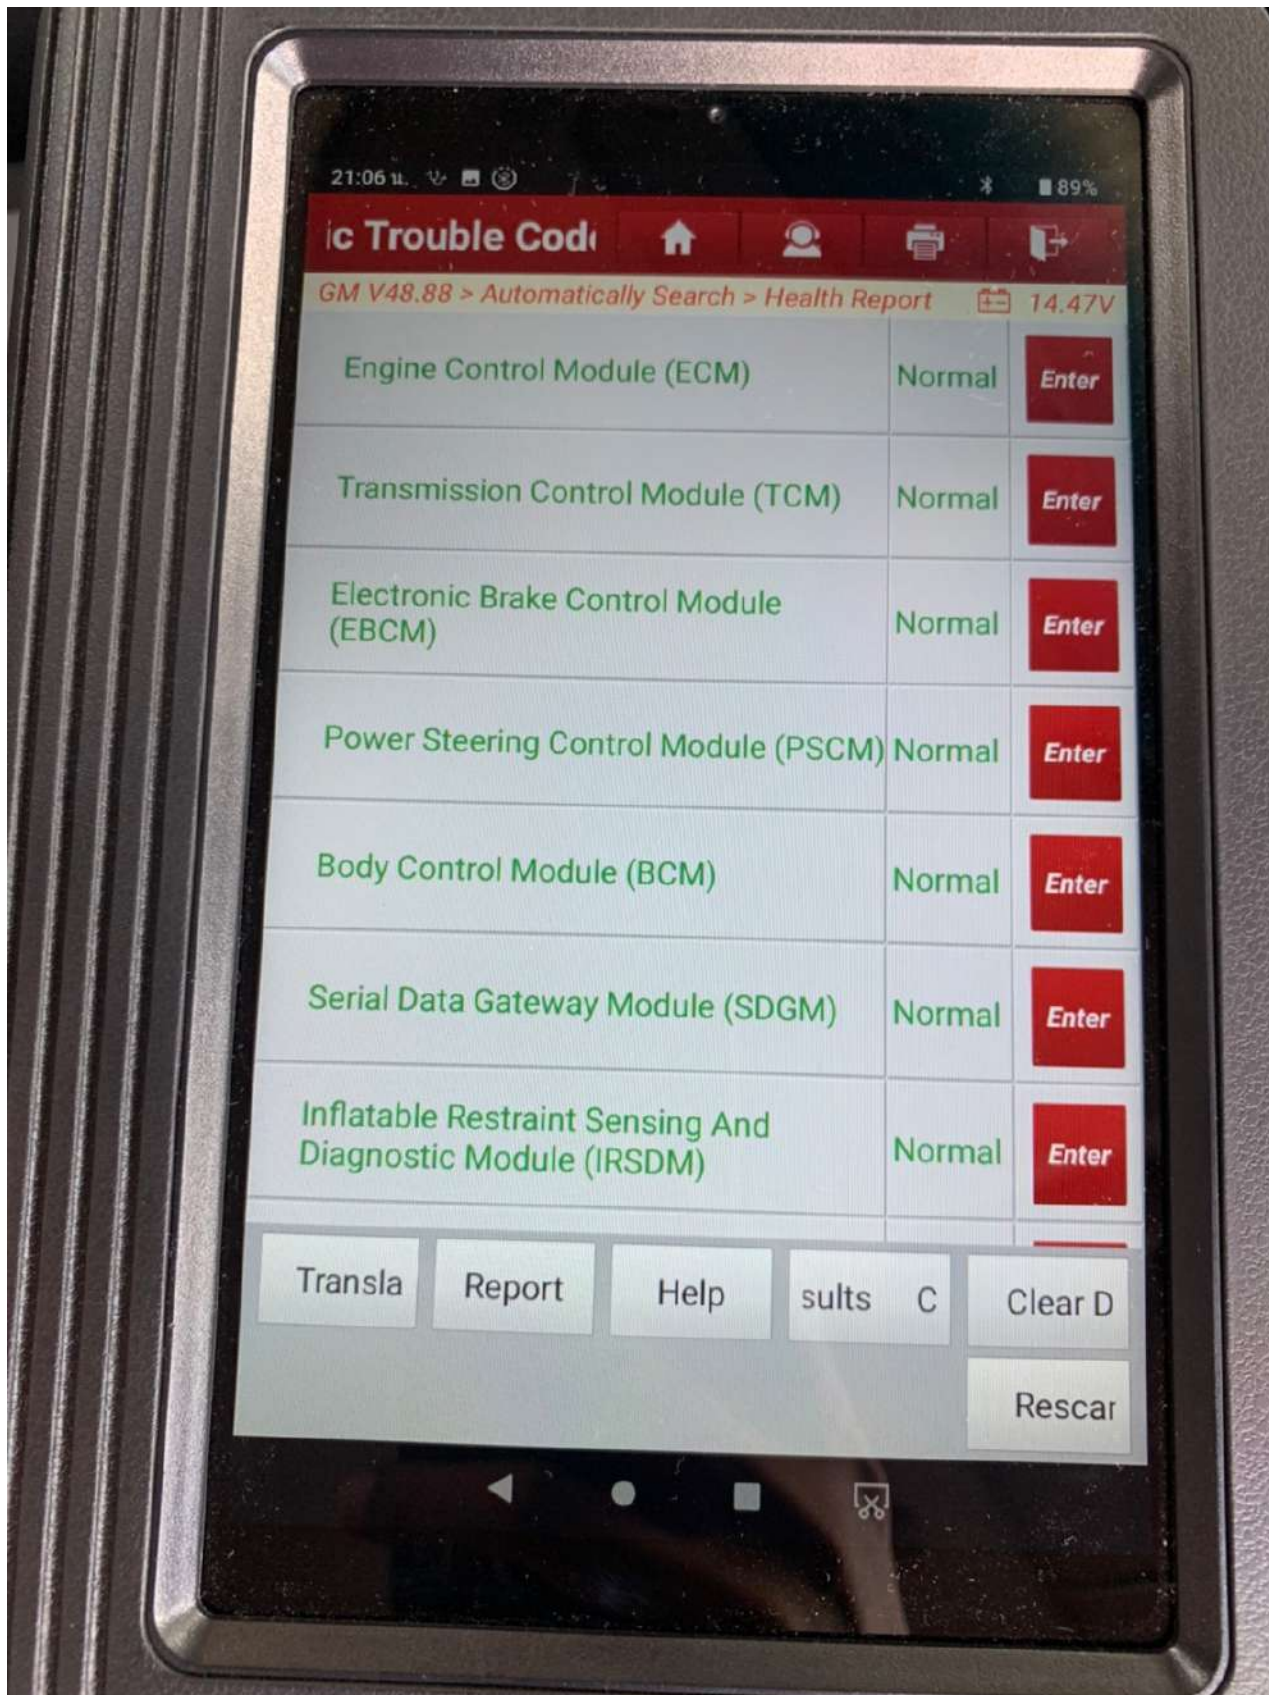 21:06 น.
89%
ic Trouble Code
GM V48.88 > Automatically Search > Health Report 14.47V
Engine Control Module (ECM) Normal Enter
Transmission Control Module (TCM) Normal Enter
Electronic Brake Control Module
(EBCM) Normal Enter
Power Steering Control Module (PSCM) Normal Enter
Body Control Module (BCM) Normal Enter
Serial Data Gateway Module (SDGM) Normal Enter
Inflatable Restraint Sensing And
Diagnostic Module (IRSDM) Normal Enter
Transla Report Help sults C Clear D
Rescar